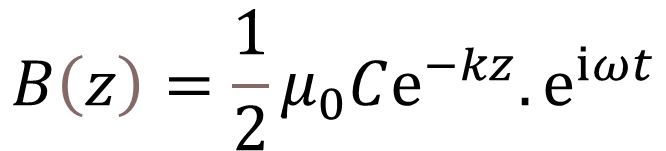 B(z) = 1/2 μ₀Ce^{−kz}.e^{iωt}